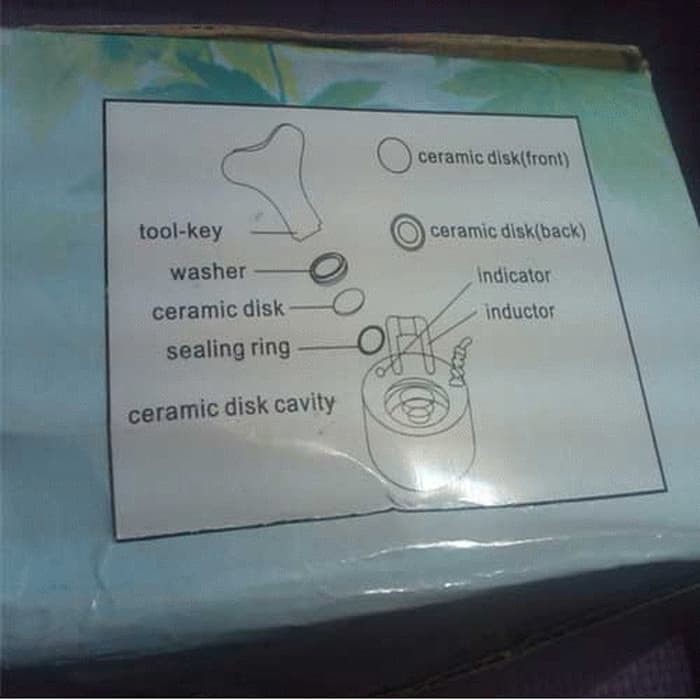 ceramic disk(front)
tool-key
ceramic disk(back)
washer
indicator
ceramic disk
inductor
sealing ring
ceramic disk cavity